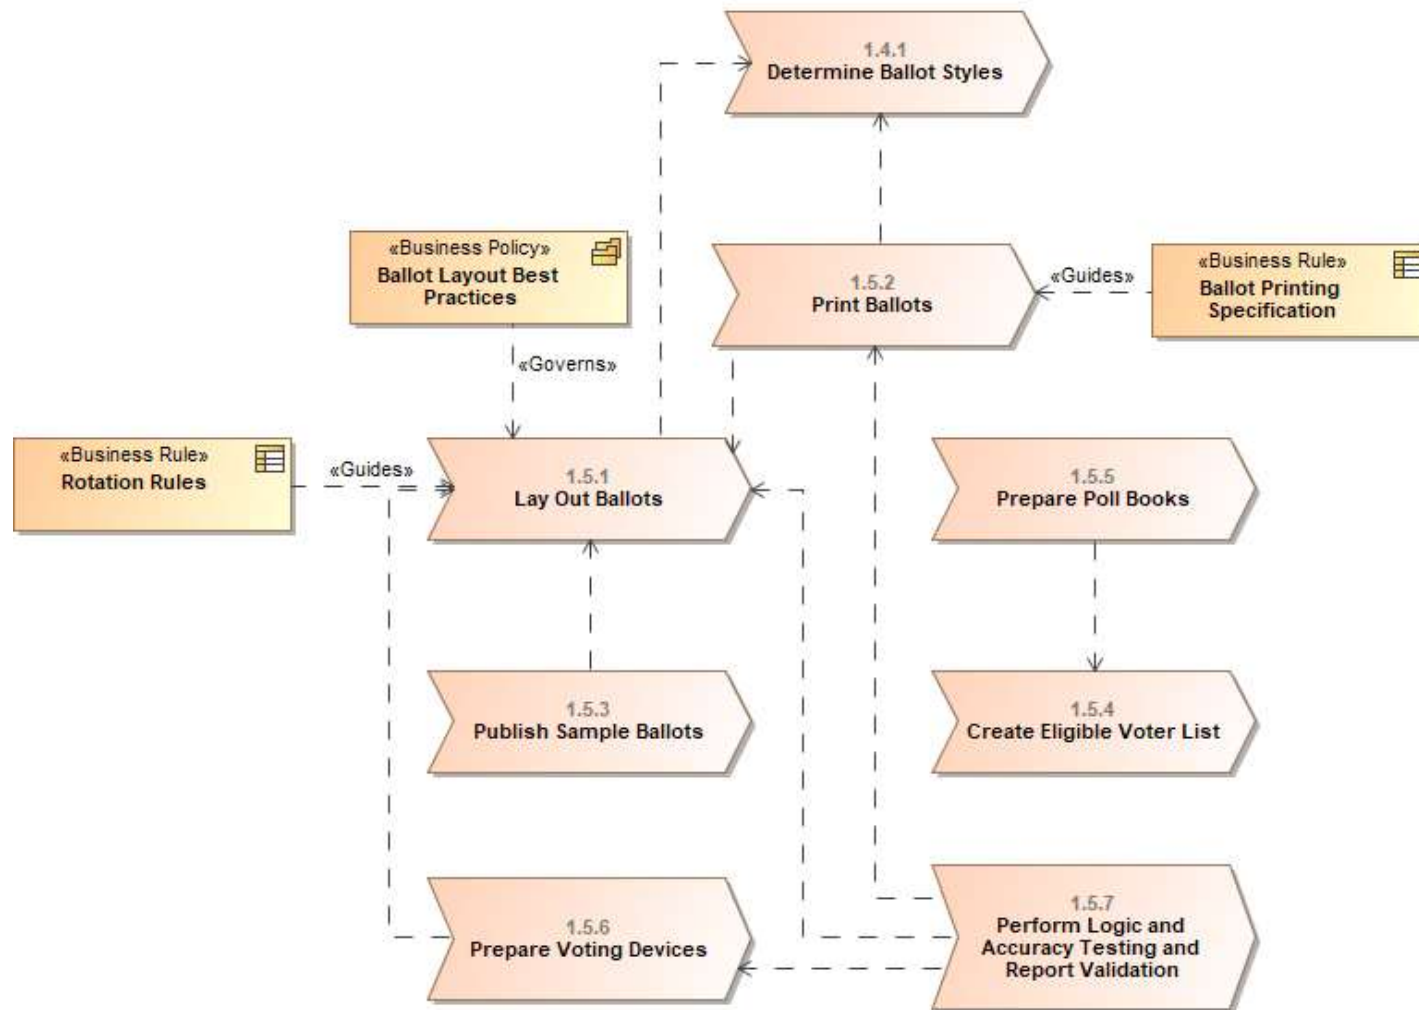 1.4.1
Determine Ballot Styles
«Business Policy»
Ballot Layout Best
Practices
1.5.2
Print Ballots
«Guides»
«Business Rule»
Ballot Printing
Specification
«Governs»
«Business Rule»
Rotation Rules
«Guides»
1.5.1
Lay Out Ballots
1.5.5
Prepare Poll Books
1.5.3
Publish Sample Ballots
1.5.4
Create Eligible Voter List
1.5.6
Prepare Voting Devices
1.5.7
Perform Logic and
Accuracy Testing and
Report Validation